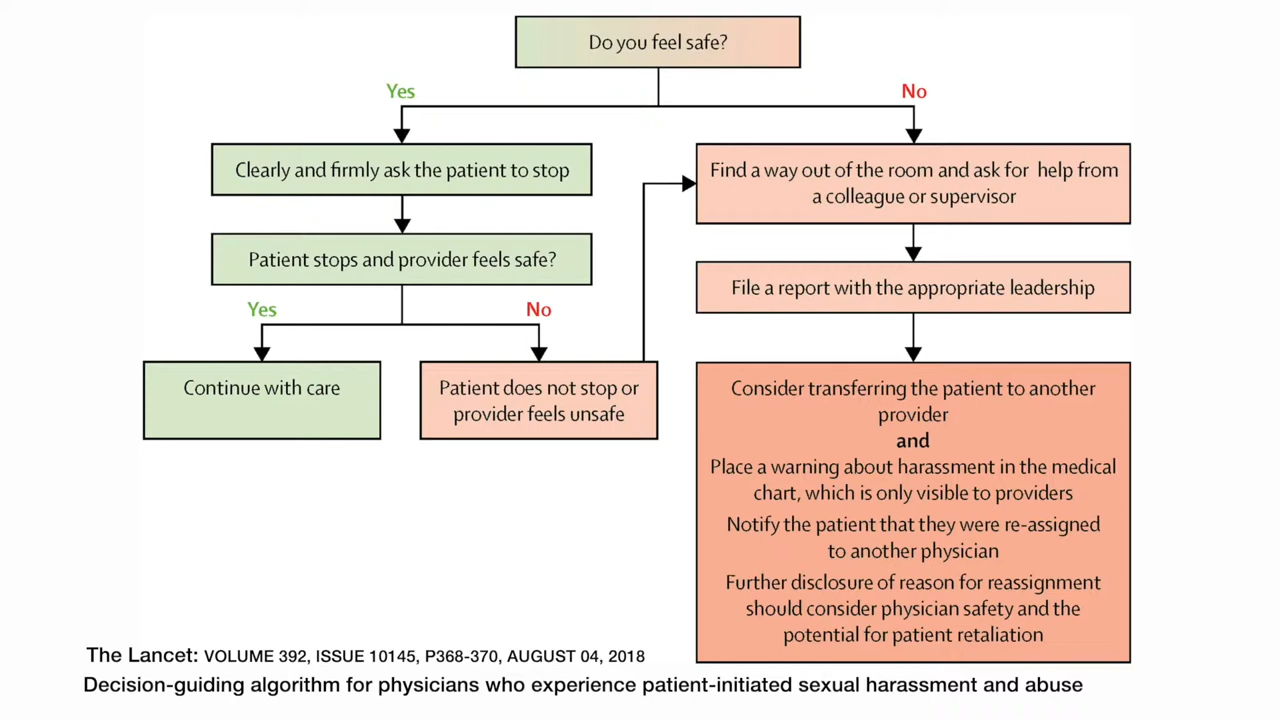 Do you feel safe?
Yes
No
Clearly and firmly ask the patient to stop
Find a way out of the room and ask for help from
a colleague or supervisor
Patient stops and provider feels safe?
File a report with the appropriate leadership
Yes
No
Continue with care
Patient does not stop or
provider feels unsafe
Consider transferring the patient to another
provider
and
Place a warning about harassment in the medical
chart, which is only visible to providers
Notify the patient that they were re-assigned
to another physician
Further disclosure of reason for reassignment
should consider physician safety and the
potential for patient retaliation
The Lancet: VOLUME 392, ISSUE 10145, P368-370, AUGUST 04, 2018
Decision-guiding algorithm for physicians who experience patient-initiated sexual harassment and abuse